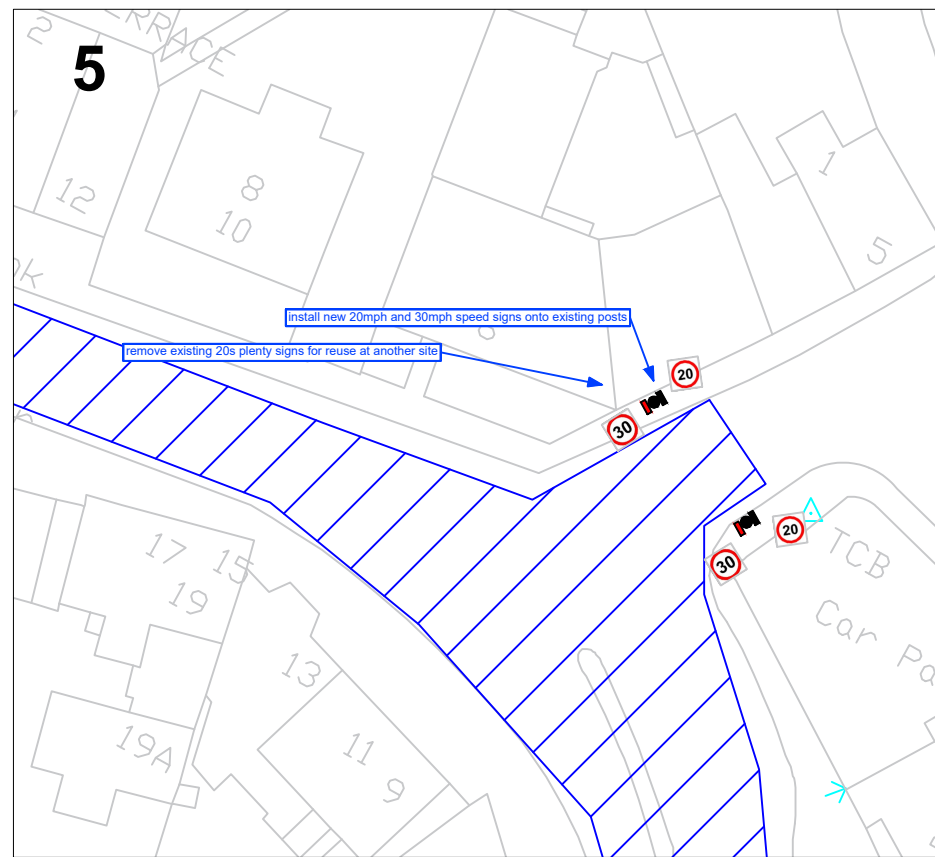 ERRACE
2
5
12
8
10
1
5
install new 20mph and 30mph speed signs onto existing posts
remove existing 20s plenty signs for reuse at another site
20
30
20
30
TCB
Car Pa
17
15
19
13
19A
11
9